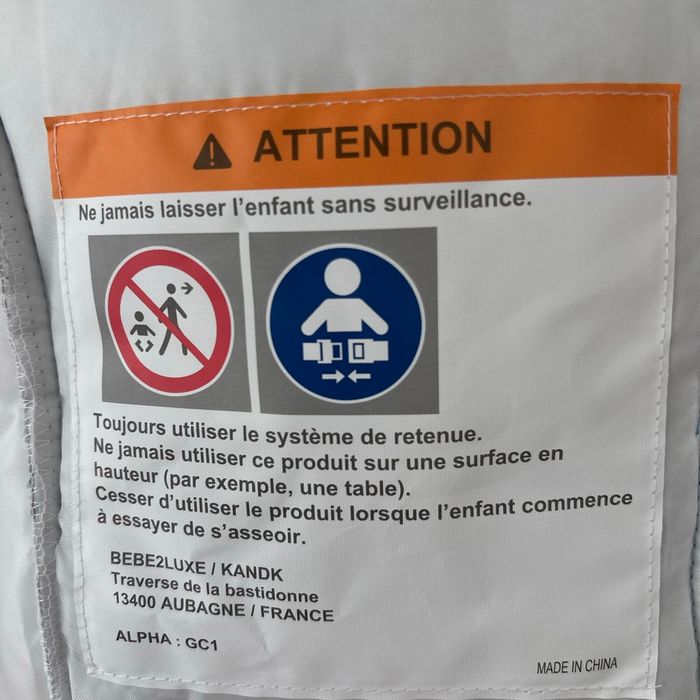 ATTENTION
Ne jamais laisser l'enfant sans surveillance.
Toujours utiliser le système de retenue.
Ne jamais utiliser ce produit sur une surface en
hauteur (par exemple, une table).
Cesser d'utiliser le produit lorsque l'enfant commence
à essayer de s'asseoir.
BEBE2LUXE / KANDK
Traverse de la bastidonne
13400 AUBAGNE / FRANCE
ALPHA : GC1
MADE IN CHINA